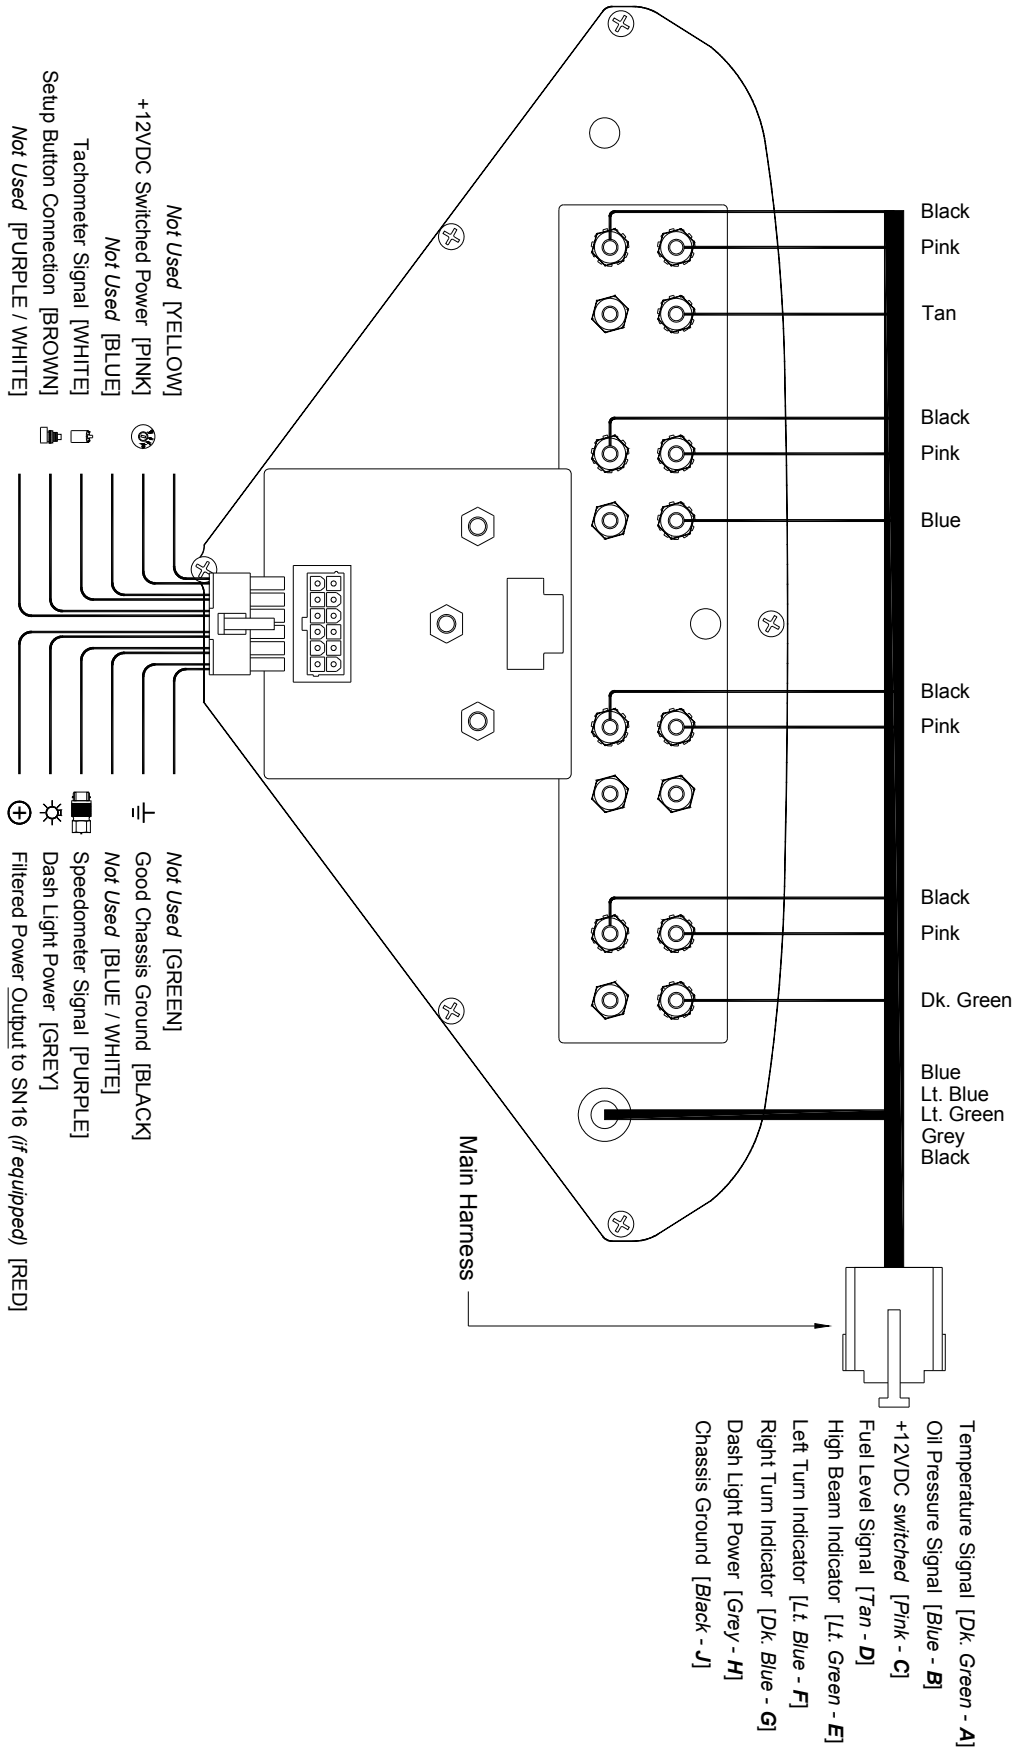 Black
Pink
Tan
Black
Pink
Blue
Black
Pink
Black
Pink
Dk. Green
Blue
Lt. Blue
Lt. Green
Grey
Black
Temperature Signal [Dk. Green - A]
Oil Pressure Signal [Blue - B]
+12VDC switched [Pink - C]
Fuel Level Signal [Tan - D]
High Beam Indicator [Lt. Green - E]
Left Turn Indicator [Lt. Blue - F]
Right Turn Indicator [Dk. Blue - G]
Dash Light Power [Grey - H]
Chassis Ground [Black - J]
Main Harness
Not Used [YELLOW]
+12VDC Switched Power [PINK]
Not Used [BLUE]
Tachometer Signal [WHITE]
Setup Button Connection [BROWN]
Not Used [PURPLE / WHITE]
Not Used [GREEN]
Good Chassis Ground [BLACK]
Not Used [BLUE / WHITE]
Speedometer Signal [PURPLE]
Dash Light Power [GREY]
Filtered Power Output to SN16 (if equipped) [RED]